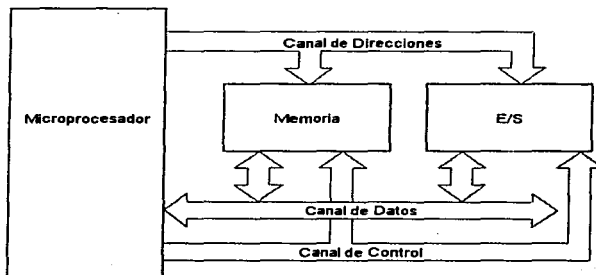 Canal de Direcciones
Microprocesador
Memoria
E/S
Canal de Datos
Canal de Control